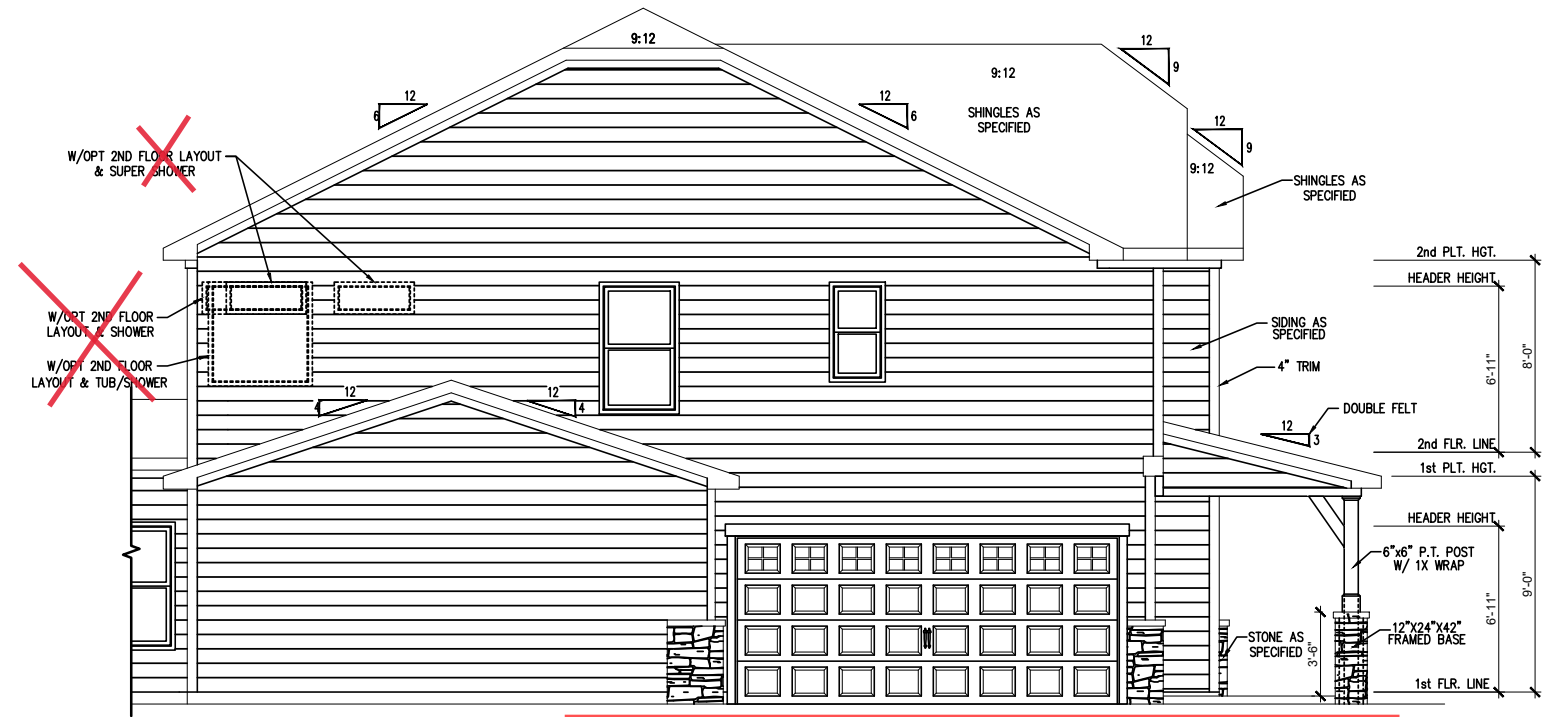 9:12
12
9
9:12
12
6
12
6
SHINGLES AS
SPECIFIED
12
9
W/OPT 2ND FLOOR LAYOUT
& SUPER SHOWER
9:12
SHINGLES AS
SPECIFIED
2nd PLT. HGT.
HEADER HEIGHT
W/OPT 2ND FLOOR
LAYOUT & SHOWER
SIDING AS
SPECIFIED
6'-11"
8'-0"
W/OPT 2ND FLOOR
LAYOUT & TUB/SHOWER
4" TRIM
12
4
12
4
DOUBLE FELT
12
3
2nd FLR. LINE
1st PLT. HGT.
HEADER HEIGHT
6"x6" P.T. POST
W/ 1X WRAP
6'-11"
9'-0"
12"X24"X42"
FRAMED BASE
STONE AS
SPECIFIED
3'-6"
1st FLR. LINE